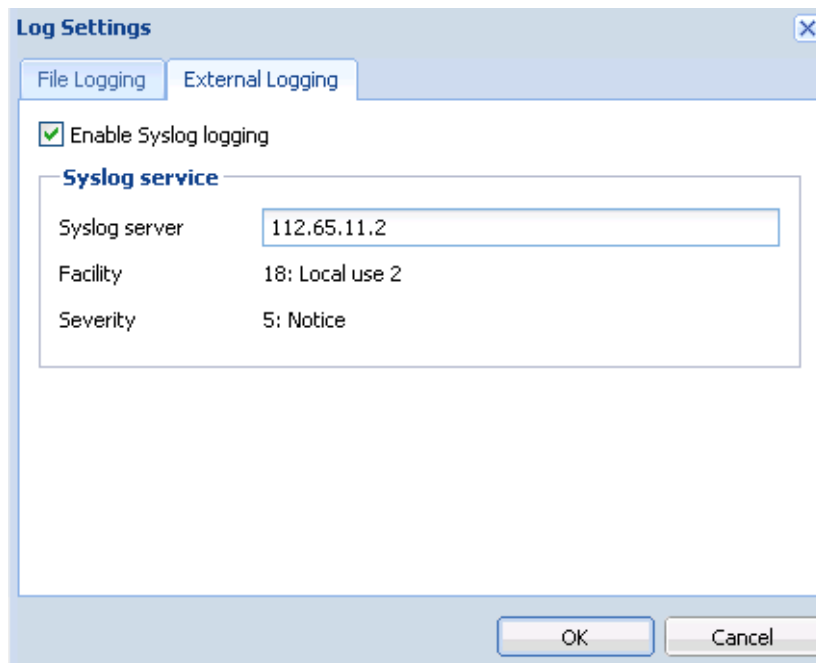 Log Settings
File Logging External Logging
Enable Syslog logging
Syslog service
Syslog server 112.65.11.2
Facility 18: Local use 2
Severity 5: Notice
OK Cancel